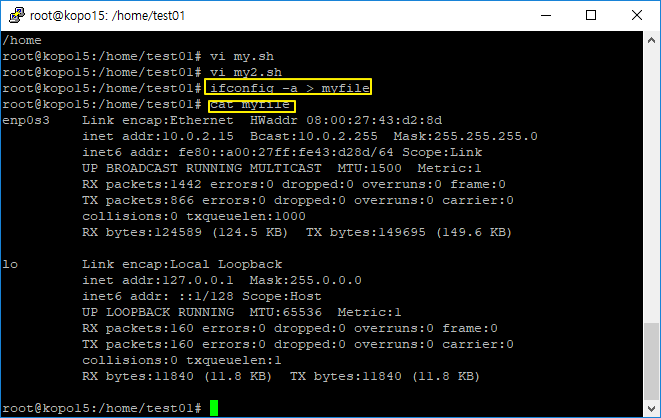 root@kopo15: /home/test01
/home
root@kopo15:/home/test01# vi my.sh
root@kopo15:/home/test01# vi my2.sh
root@kopo15:/home/test01# ifconfig -a > myfile
root@kopo15:/home/test01# cat myfile
enp0s3    Link encap:Ethernet  HWaddr 08:00:27:43:d2:8d
          inet addr:10.0.2.15  Bcast:10.0.2.255  Mask:255.255.255.0
          inet6 addr: fe80::a00:27ff:fe43:d28d/64 Scope:Link
          UP BROADCAST RUNNING MULTICAST  MTU:1500  Metric:1
          RX packets:1442 errors:0 dropped:0 overruns:0 frame:0
          TX packets:866 errors:0 dropped:0 overruns:0 carrier:0
          collisions:0 txqueuelen:1000
          RX bytes:124589 (124.5 KB)  TX bytes:149695 (149.6 KB)
lo        Link encap:Local Loopback
          inet addr:127.0.0.1  Mask:255.0.0.0
          inet6 addr: ::1/128 Scope:Host
          UP LOOPBACK RUNNING  MTU:65536  Metric:1
          RX packets:160 errors:0 dropped:0 overruns:0 frame:0
          TX packets:160 errors:0 dropped:0 overruns:0 carrier:0
          collisions:0 txqueuelen:1
          RX bytes:11840 (11.8 KB)  TX bytes:11840 (11.8 KB)
root@kopo15:/home/test01#